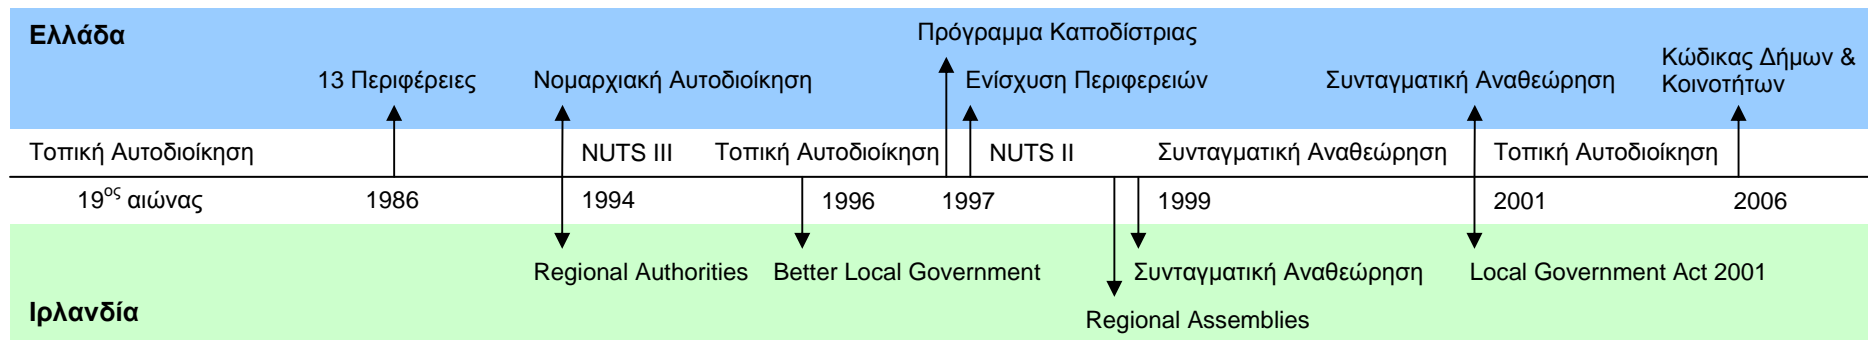 Ελλάδα
Πρόγραμμα Καποδίστριας
13 Περιφέρειες
Νομαρχιακή Αυτοδιοίκηση
Ενίσχυση Περιφερειών
Συνταγματική Αναθεώρηση
Κώδικας Δήμων &
Κοινοτήτων
Τοπική Αυτοδιοίκηση
NUTS III
Τοπική Αυτοδιοίκηση
NUTS II
Συνταγματική Αναθεώρηση
Τοπική Αυτοδιοίκηση
19ος αιώνας
1986
1994
1996
1997
1999
2001
2006
Regional Authorities
Better Local Government
Συνταγματική Αναθεώρηση
Local Government Act 2001
Ιρλανδία
Regional Assemblies